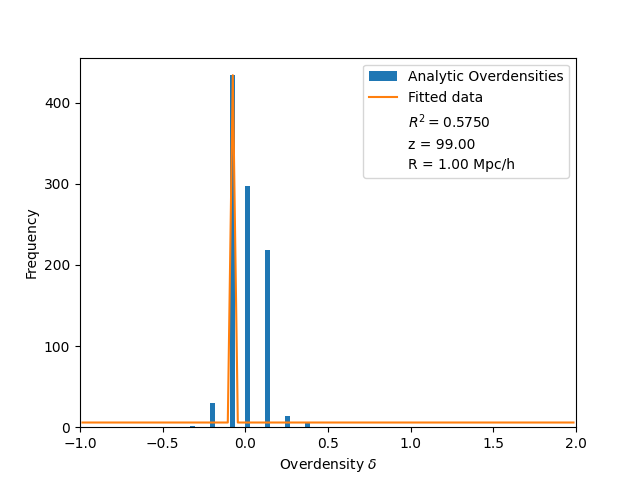 Analytic Overdensities
Fitted data
R² = 0.5750
z = 99.00
R = 1.00 Mpc/h
400
300
200
100
0
Frequency
−1.0 −0.5 0.0 0.5 1.0 1.5 2.0
Overdensity δ